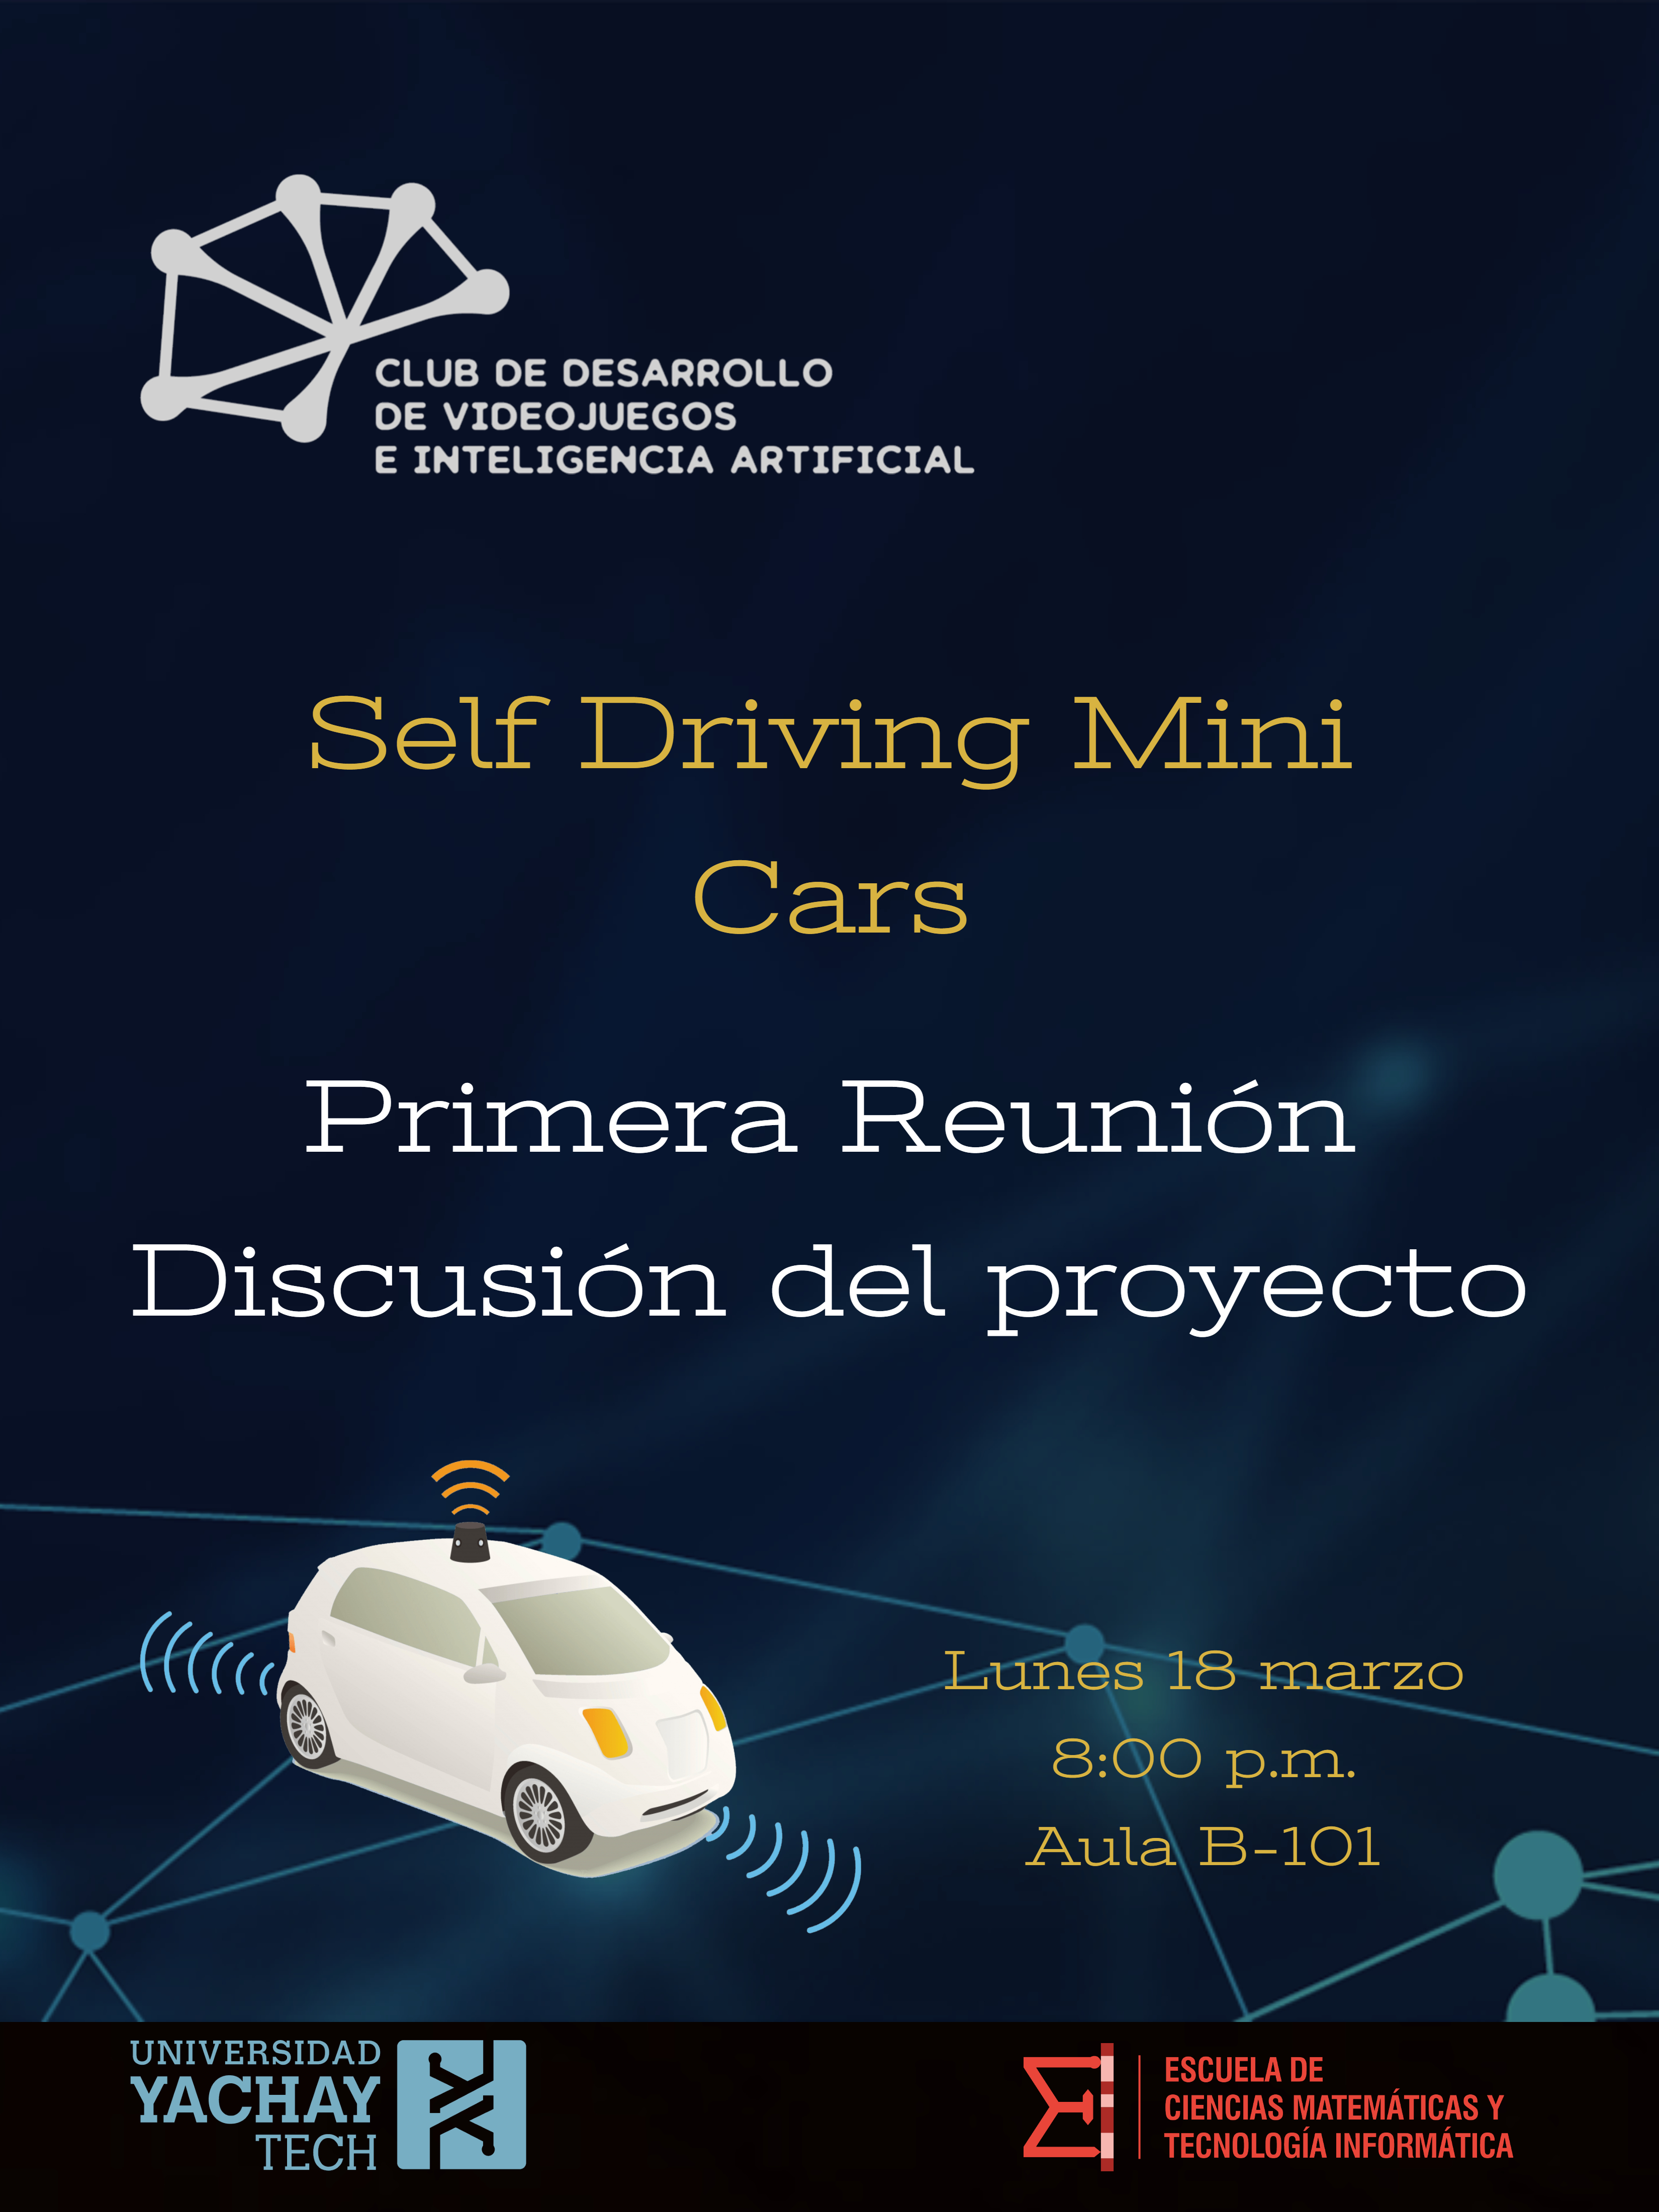 CLUB DE DESARROLLO
DE VIDEOJUEGOS
E INTELIGENCIA ARTIFICIAL
Self Driving Mini
Cars
Primera Reunión
Discusión del proyecto
Lunes 18 marzo
8:00 p.m.
Aula B-101
UNIVERSIDAD
YACHAY
TECH
ESCUELA DE
CIENCIAS MATEMÁTICAS Y
TECNOLOGÍA INFORMÁTICA